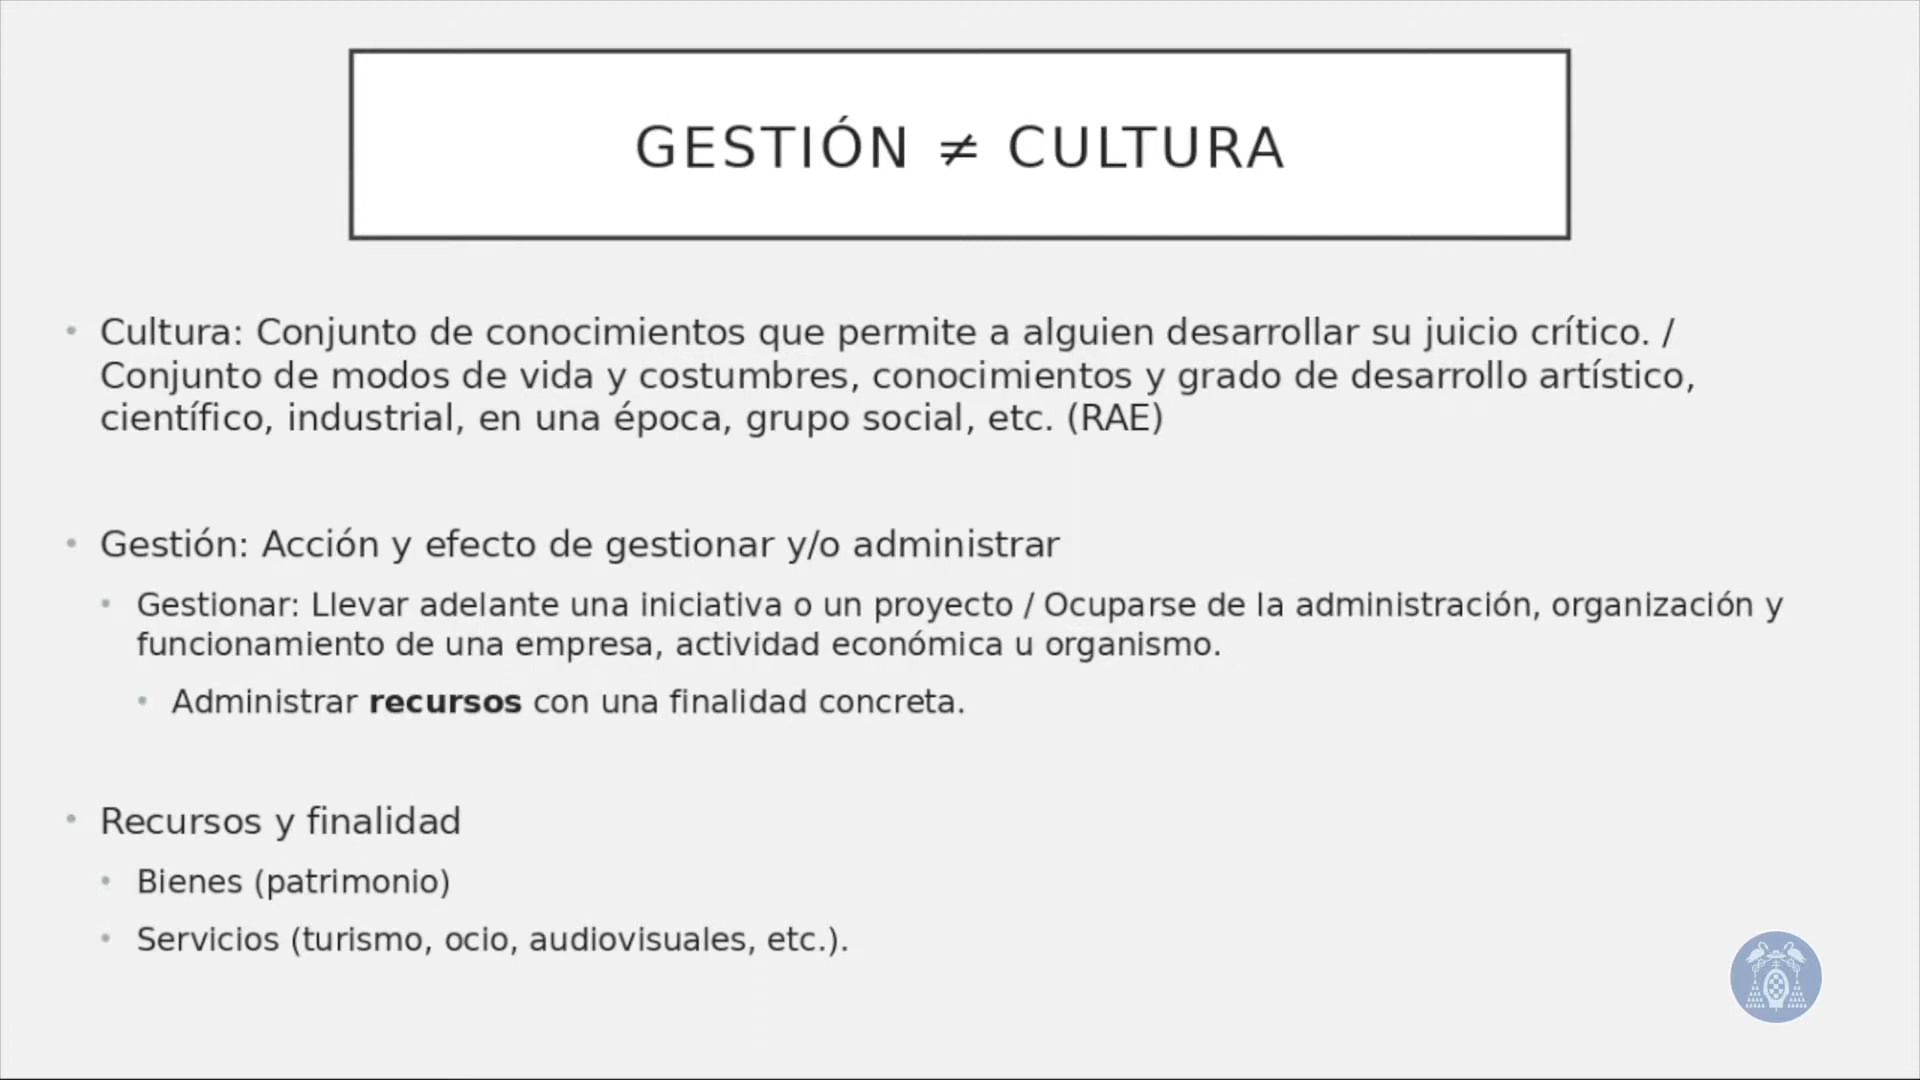 GESTIÓN ≠ CULTURA
• Cultura: Conjunto de conocimientos que permite a alguien desarrollar su juicio crítico. /
Conjunto de modos de vida y costumbres, conocimientos y grado de desarrollo artístico,
científico, industrial, en una época, grupo social, etc. (RAE)
• Gestión: Acción y efecto de gestionar y/o administrar
• Gestionar: Llevar adelante una iniciativa o un proyecto / Ocuparse de la administración, organización y
funcionamiento de una empresa, actividad económica u organismo.
• Administrar recursos con una finalidad concreta.
• Recursos y finalidad
• Bienes (patrimonio)
• Servicios (turismo, ocio, audiovisuales, etc.).